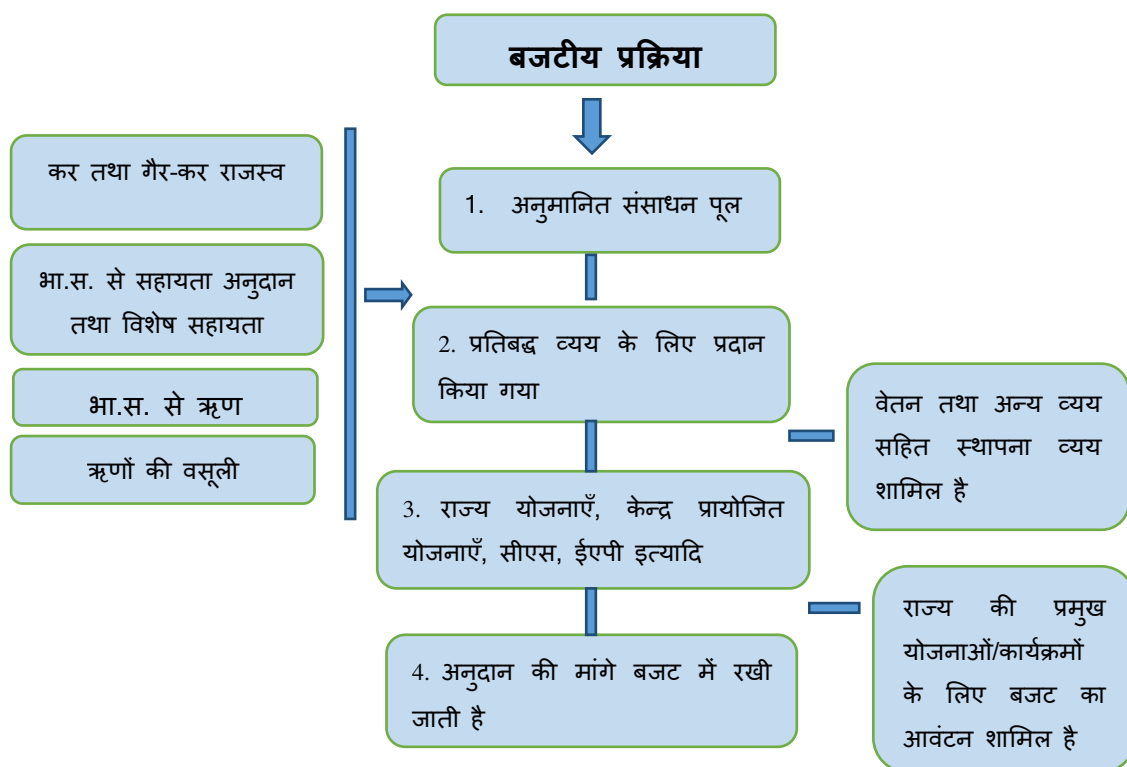 बजटीय प्रक्रिया
कर तथा गैर-कर राजस्व
भा.स. से सहायता अनुदान
तथा विशेष सहायता
भा.स. से ऋण
ऋणों की वसूली
1. अनुमानित संसाधन पूल
2. प्रतिबद्ध व्यय के लिए प्रदान
किया गया
वेतन तथा अन्य व्यय
सहित स्थापना व्यय
शामिल है
3. राज्य योजनाएँ, केन्द्र प्रायोजित
योजनाएँ, सीएस, ईएपी इत्यादि
राज्य की प्रमुख
योजनाओं/कार्यक्रमों
के लिए बजट का
आवंटन शामिल है
4. अनुदान की मांगे बजट में रखी
जाती है